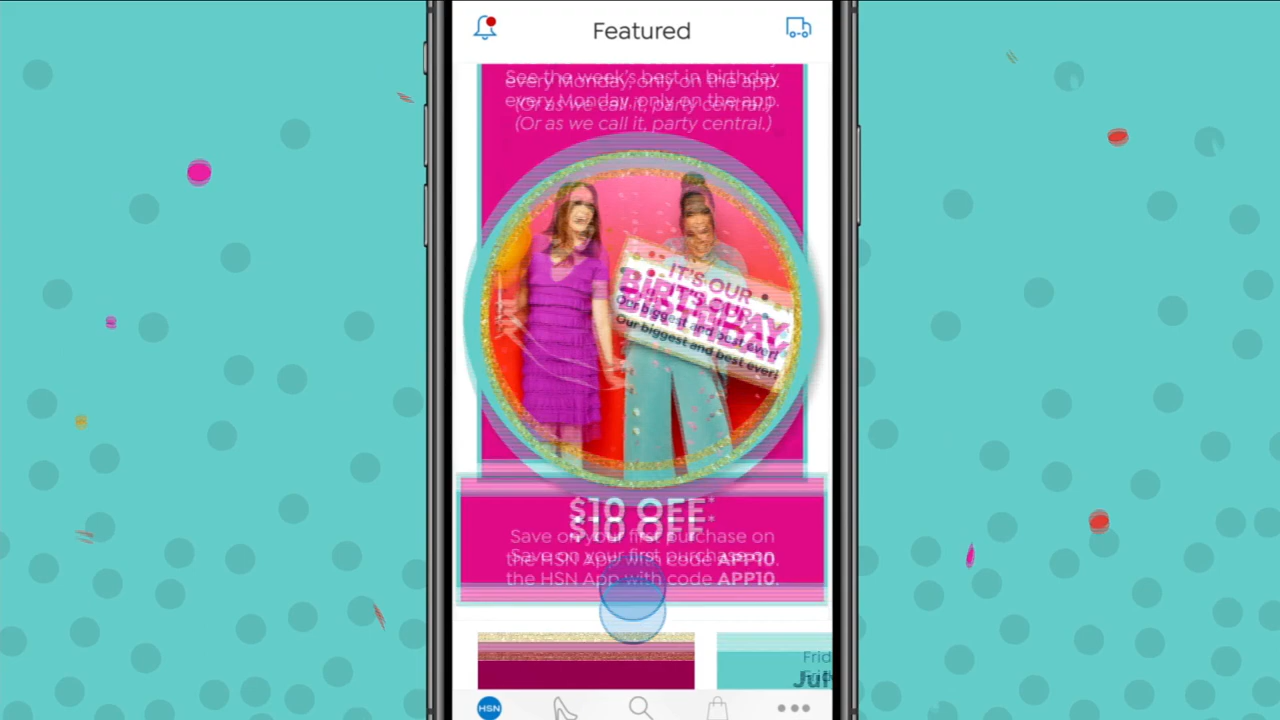 Featured
See the week's best in birthday
every Monday, only on the app.
(Or as we call it, party central.)
IT'S OUR
BiRTHDAY
Our biggest and best ever!
$10 OFF*
Save on your first purchase on
the HSN App with code APP10.
Frid
Jul
HSN